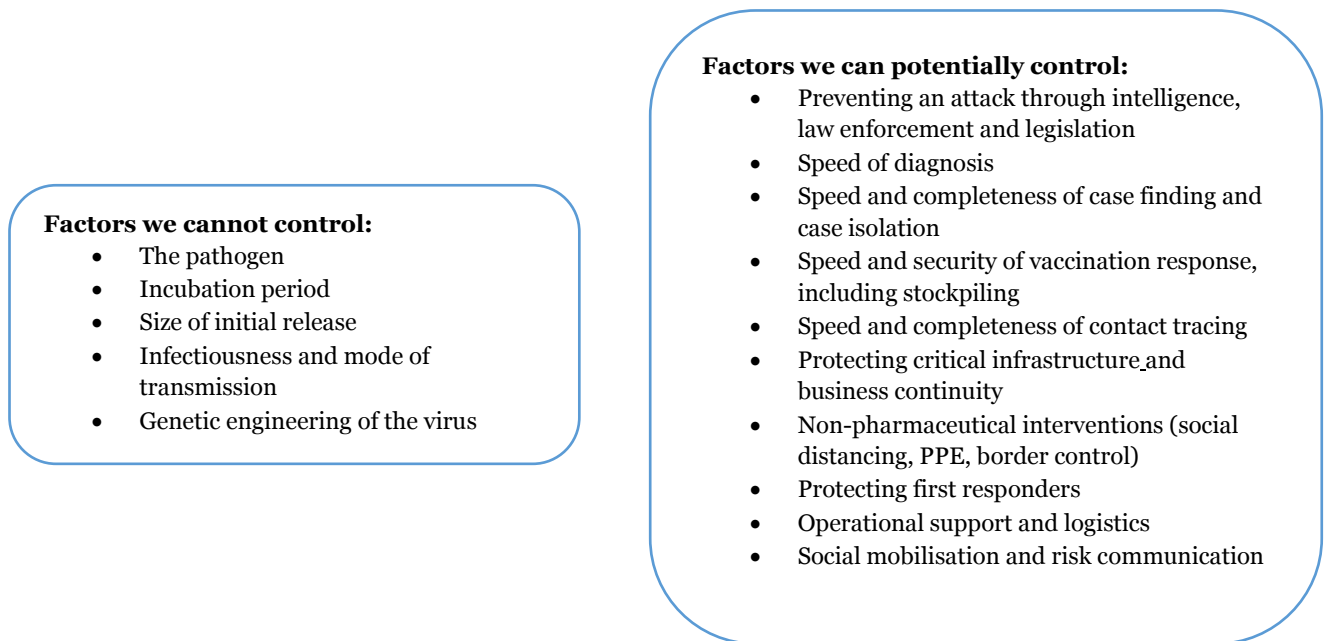 Factors we cannot control:
• The pathogen
• Incubation period
• Size of initial release
• Infectiousness and mode of
transmission
• Genetic engineering of the virus
Factors we can potentially control:
• Preventing an attack through intelligence,
law enforcement and legislation
• Speed of diagnosis
• Speed and completeness of case finding and
case isolation
• Speed and security of vaccination response,
including stockpiling
• Speed and completeness of contact tracing
• Protecting critical infrastructure and
business continuity
• Non-pharmaceutical interventions (social
distancing, PPE, border control)
• Protecting first responders
• Operational support and logistics
• Social mobilisation and risk communication